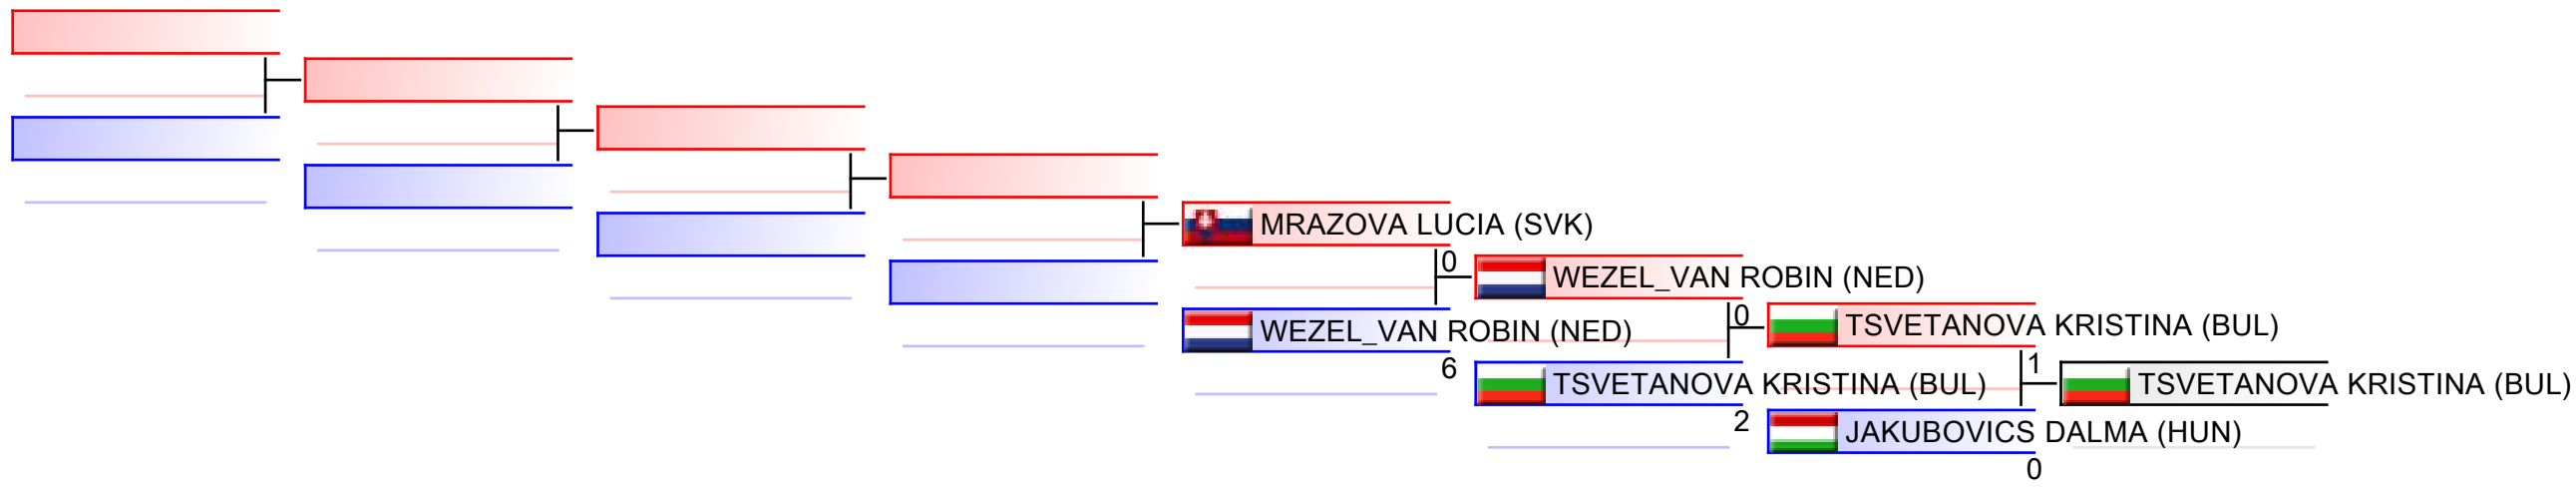 MRAZOVA LUCIA (SVK)
0
WEZEL_VAN ROBIN (NED)
WEZEL_VAN ROBIN (NED)
6
0
TSVETANOVA KRISTINA (BUL)
TSVETANOVA KRISTINA (BUL)
2
1
TSVETANOVA KRISTINA (BUL)
JAKUBOVICS DALMA (HUN)
0